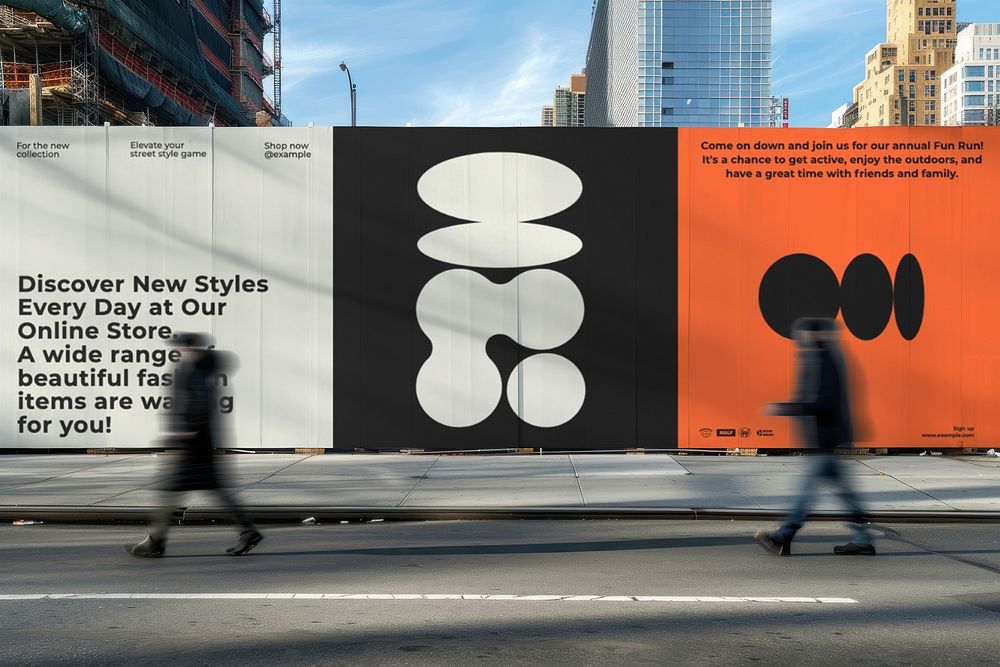 For the new
collection
Elevate your
street style game
Shop now
@example
Discover New Styles
Every Day at Our
Online Store.
A wide range
beautiful
items are
for you!
Come on down and join us for our annual Fun Run!
It's a chance to get active, enjoy the outdoors, and
have a great time with friends and family.
HALF
Sign up
www.example.com